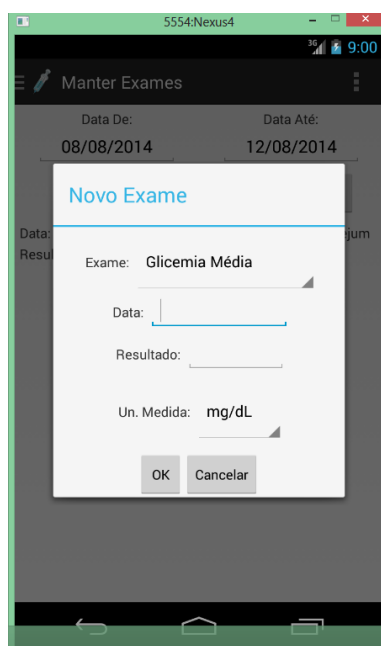 5554:Nexus4
3G 9:00
Manter Exames
Data De: Data Até:
08/08/2014 12/08/2014
Novo Exame
Data: jum
Resul
Exame: Glicemia Média
Data:
Resultado:
Un. Medida: mg/dL
OK Cancelar